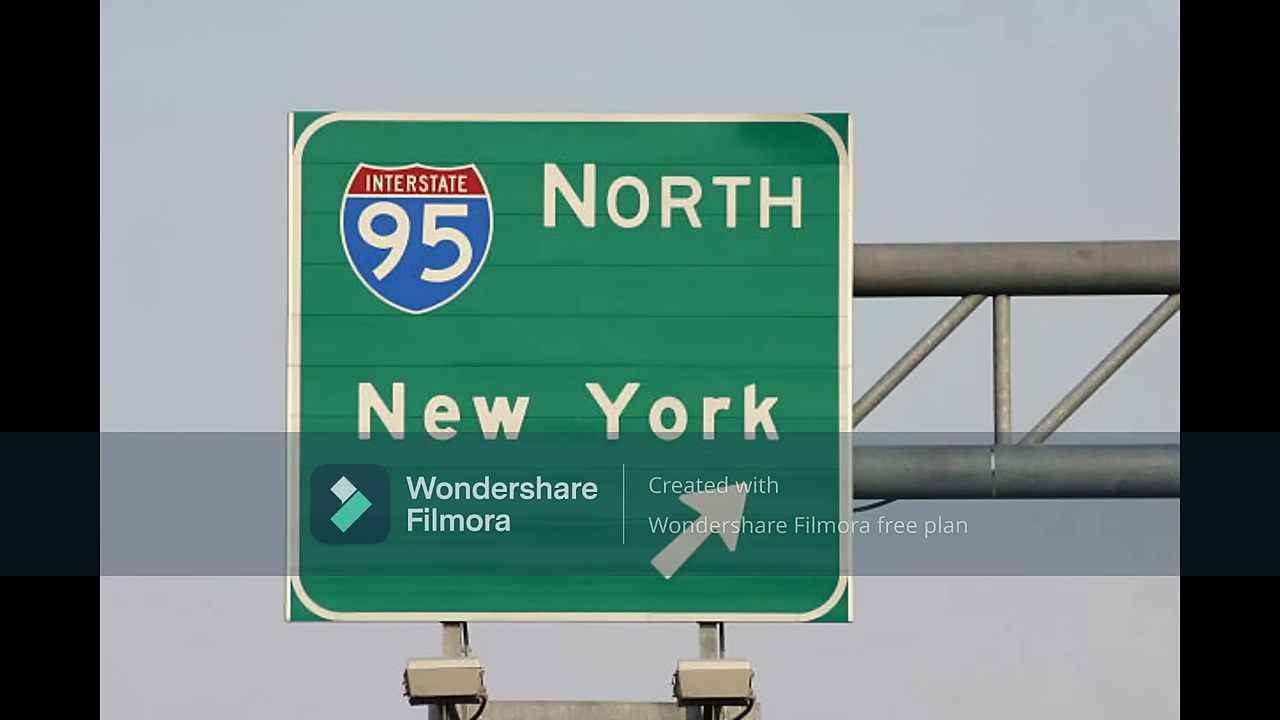 INTERSTATE
95
NORTH
New York
Wondershare
Filmora
Created with
Wondershare Filmora free plan